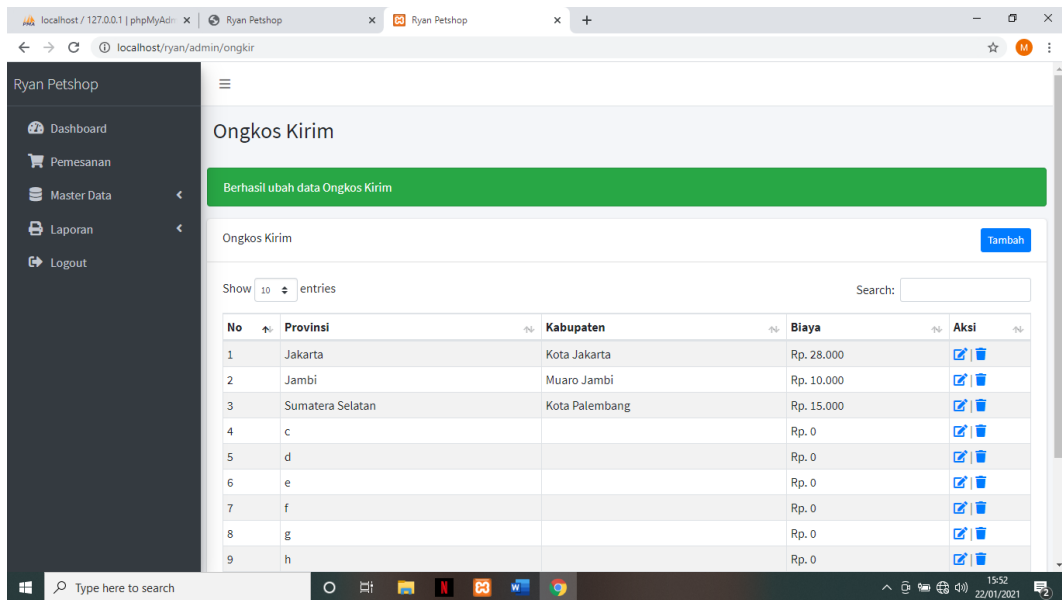 localhost / 127.0.0.1 | phpMyAdn
Ryan Petshop
Ryan Petshop
localhost/ryan/admin/ongkir
M
Ryan Petshop
Dashboard
Pemesanan
Master Data
Laporan
Logout
Ongkos Kirim
Berhasil ubah data Ongkos Kirim
Ongkos Kirim
Tambah
Show 10 entries
Search:
No Provinsi Kabupaten Biaya Aksi
1 Jakarta Kota Jakarta Rp. 28.000 |
2 Jambi Muaro Jambi Rp. 10.000 |
3 Sumatera Selatan Kota Palembang Rp. 15.000 |
4 c Rp. 0 |
5 d Rp. 0 |
6 e Rp. 0 |
7 f Rp. 0 |
8 g Rp. 0 |
9 h Rp. 0 |
Type here to search
N
W
15:52
22/01/2021
2